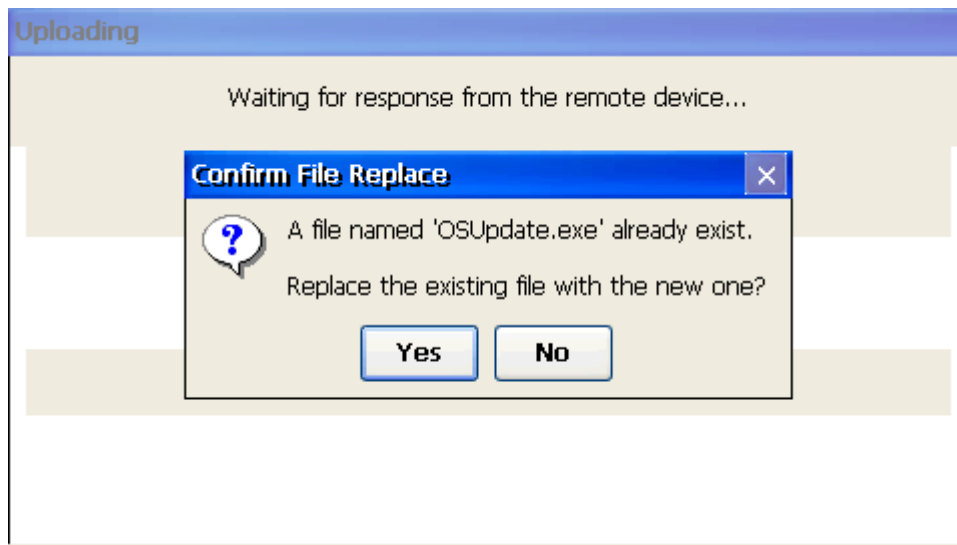 Uploading
Waiting for response from the remote device...
Confirm File Replace
A file named 'OSUpdate.exe' already exist.
Replace the existing file with the new one?
Yes No